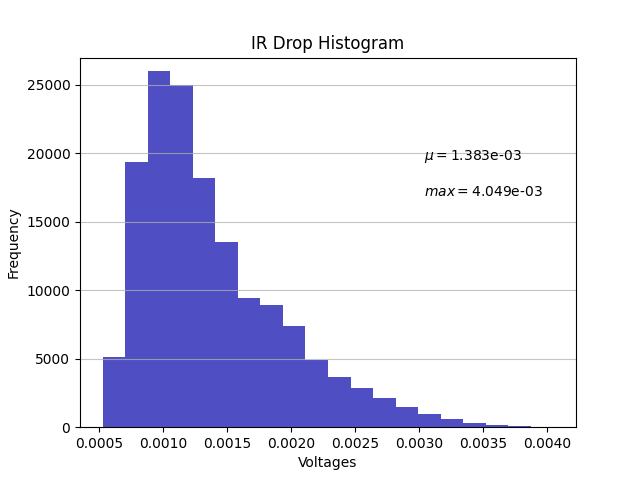 IR Drop Histogram
25000
20000
15000
10000
5000
0
Frequency
μ = 1.383e-03
max = 4.049e-03
0.0005 0.0010 0.0015 0.0020 0.0025 0.0030 0.0035 0.0040
Voltages